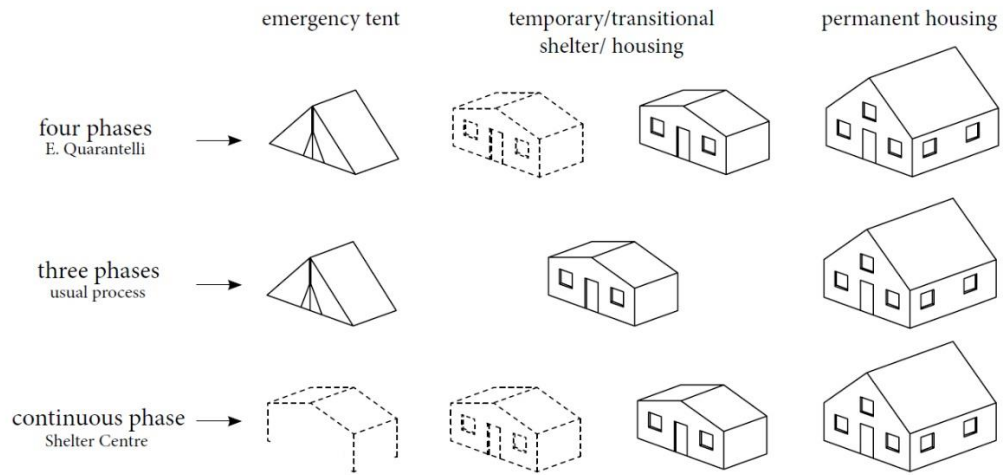 emergency tent
temporary/transitional
shelter/ housing
permanent housing
four phases
E. Quarantelli
three phases
usual process
continuous phase
Shelter Centre